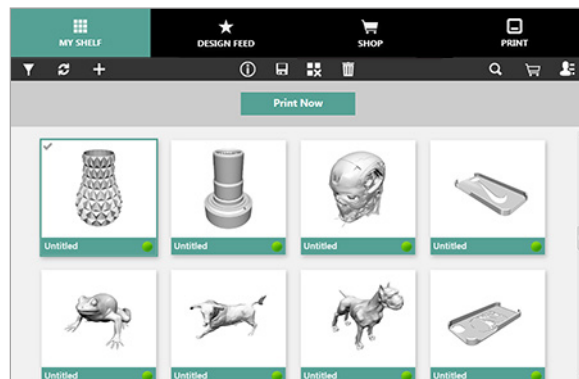 MY SHELF
DESIGN FEED
SHOP
PRINT
Print Now
Untitled
Untitled
Untitled
Untitled
Untitled
Untitled
Untitled
Untitled